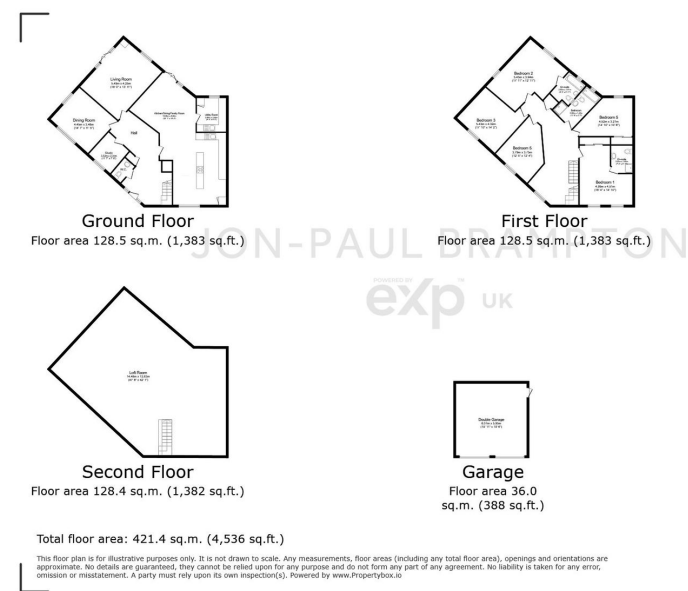 Living Room
Bedroom 2
Dining Room
Hall
Bedroom 3
Bedroom 5
Bedroom 1
Ground Floor
Floor area 128.5 sq.m. (1,383 sq.ft.)
First Floor
Floor area 128.5 sq.m. (1,383 sq.ft.)
JON-PAUL BRAMPTON
POWERED BY
exp UK
Loft Room
Double Garage
Second Floor
Floor area 128.4 sq.m. (1,382 sq.ft.)
Garage
Floor area 36.0
sq.m. (388 sq.ft.)
Total floor area: 421.4 sq.m. (4,536 sq.ft.)
This floor plan is for illustrative purposes only. It is not drawn to scale. Any measurements, floor areas (including any total floor area), openings and orientations are
approximate. No details are guaranteed, they cannot be relied upon for any purpose and do not form any part of any agreement. No liability is taken for any error,
omission or misstatement. A party must rely upon its own inspection(s). Powered by www.Propertybox.io